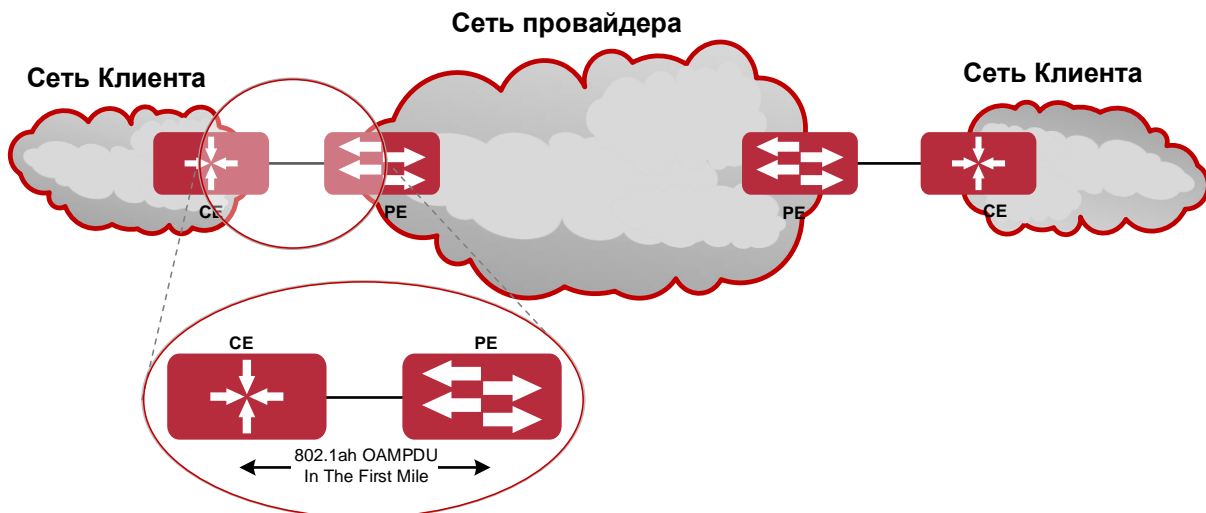 Сеть провайдера
Сеть Клиента
Сеть Клиента
CE
PE
PE
CE
CE
PE
802.1ah OAMPDU
In The First Mile